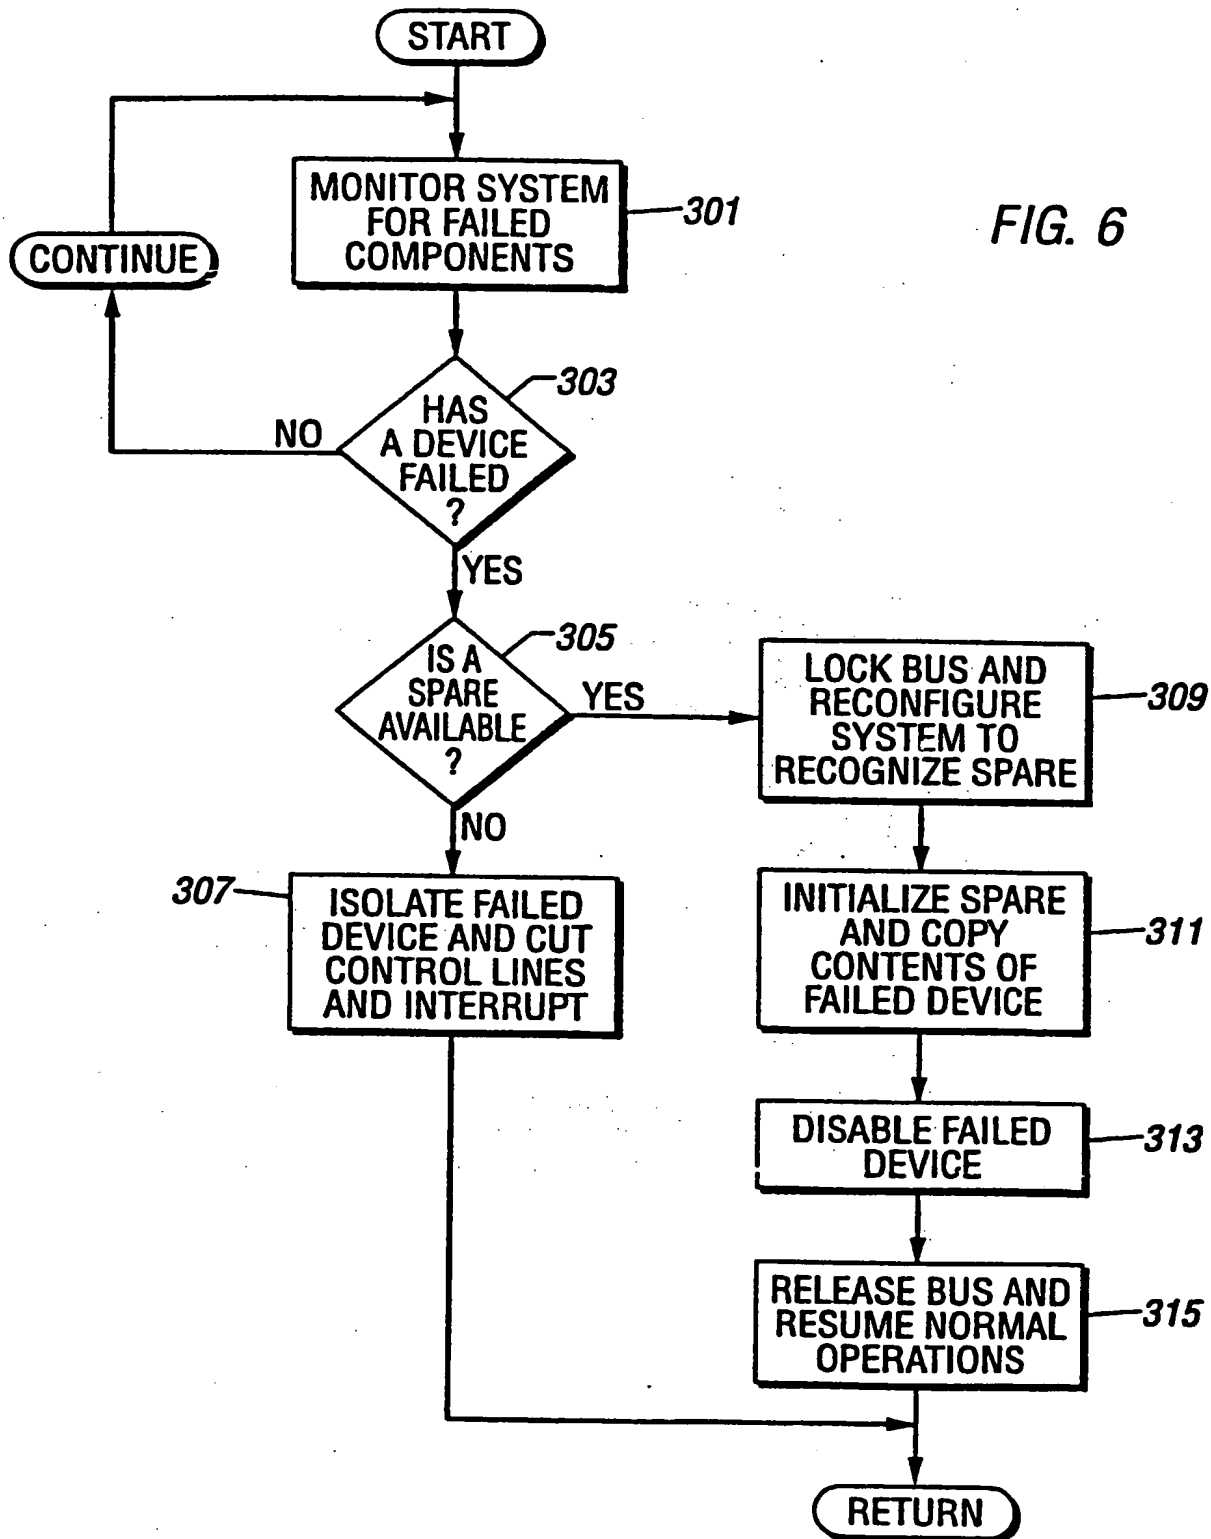 START
MONITOR SYSTEM
FOR FAILED
COMPONENTS
301
FIG. 6
CONTINUE
303
HAS
A DEVICE
FAILED
?
NO
YES
305
IS A
SPARE
AVAILABLE
?
YES
NO
LOCK BUS AND
RECONFIGURE
SYSTEM TO
RECOGNIZE SPARE
309
307
ISOLATE FAILED
DEVICE AND CUT
CONTROL LINES
AND INTERRUPT
INITIALIZE SPARE
AND COPY
CONTENTS OF
FAILED DEVICE
311
DISABLE FAILED
DEVICE
313
RELEASE BUS AND
RESUME NORMAL
OPERATIONS
315
RETURN